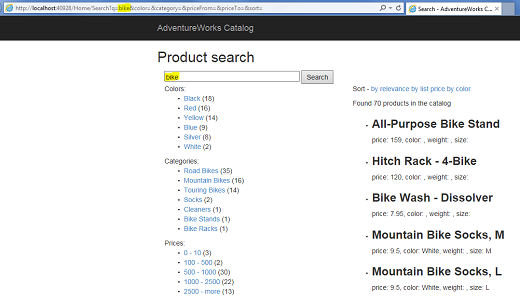 http://localhost:40928/Home/Search?q=bike&color=&category=&priceFrom=&priceTo=&sort=
Search - AdventureWorks C...
AdventureWorks Catalog
Product search
bike
Search
Colors:
Black (18)
Red (16)
Yellow (14)
Blue (9)
Silver (8)
White (2)
Categories:
Road Bikes (35)
Mountain Bikes (16)
Touring Bikes (14)
Socks (2)
Cleaners (1)
Bike Stands (1)
Bike Racks (1)
Prices:
0 - 10 (3)
100 - 500 (2)
500 - 1000 (30)
1000 - 2500 (22)
2500 - more (13)
Sort - by relevance by list price by color
Found 70 products in the catalog
All-Purpose Bike Stand
price: 159, color: , weight: , size:
Hitch Rack - 4-Bike
price: 120, color: , weight: , size:
Bike Wash - Dissolver
price: 7.95, color: , weight: , size:
Mountain Bike Socks, M
price: 9.5, color: White, weight: , size: M
Mountain Bike Socks, L
price: 9.5, color: White, weight: , size: L